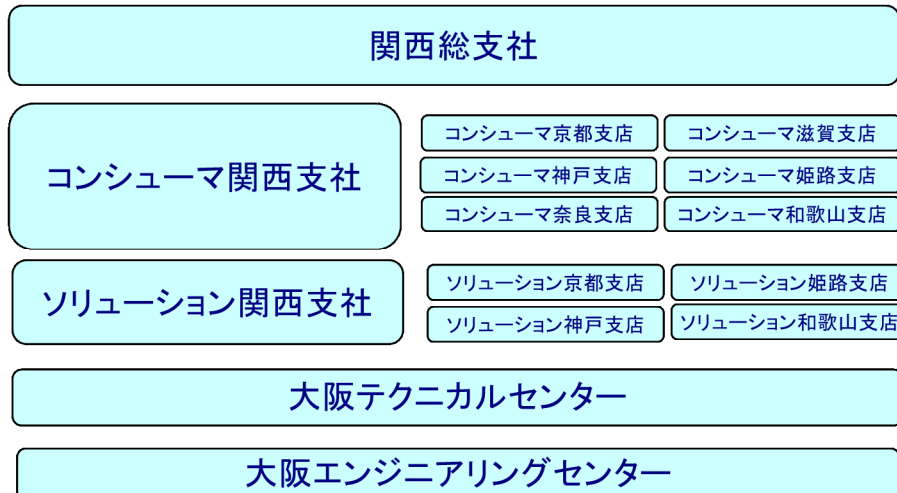 関西総支社
コンシューマ関西支社
コンシューマ京都支店
コンシューマ滋賀支店
コンシューマ神戸支店
コンシューマ姫路支店
コンシューマ奈良支店
コンシューマ和歌山支店
ソリューション関西支社
ソリューション京都支店
ソリューション姫路支店
ソリューション神戸支店
ソリューション和歌山支店
大阪テクニカルセンター
大阪エンジニアリングセンター